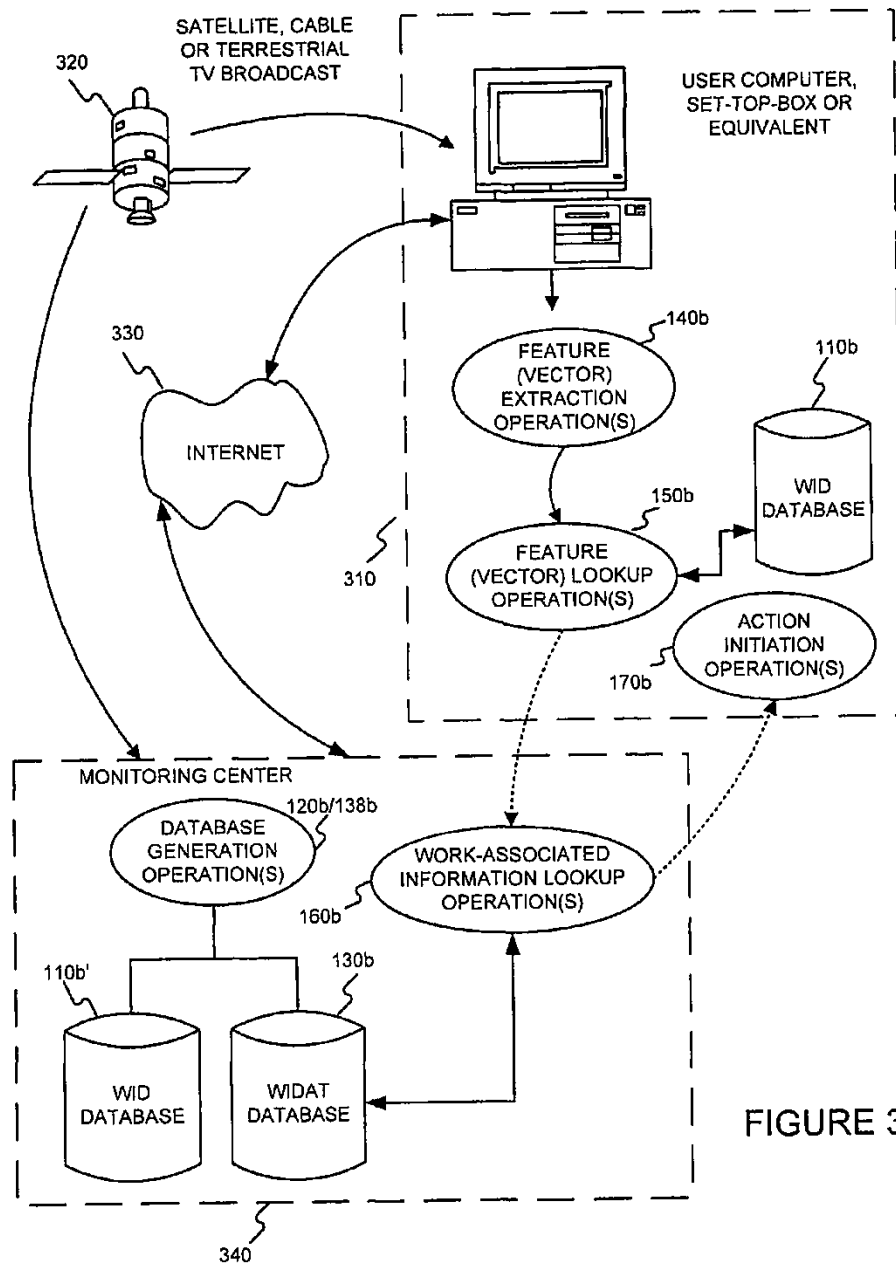 SATELLITE, CABLE
OR TERRESTRIAL
TV BROADCAST
320
USER COMPUTER,
SET-TOP-BOX OR
EQUIVALENT
330
INTERNET
140b
FEATURE
(VECTOR)
EXTRACTION
OPERATION(S)
110b
WID
DATABASE
150b
FEATURE
(VECTOR) LOOKUP
OPERATION(S)
310
ACTION
INITIATION
OPERATION(S)
170b
MONITORING CENTER
120b/138b
DATABASE
GENERATION
OPERATION(S)
WORK-ASSOCIATED
INFORMATION LOOKUP
OPERATION(S)
160b
110b'
130b
WID
DATABASE
WIDAT
DATABASE
FIGURE 3
340